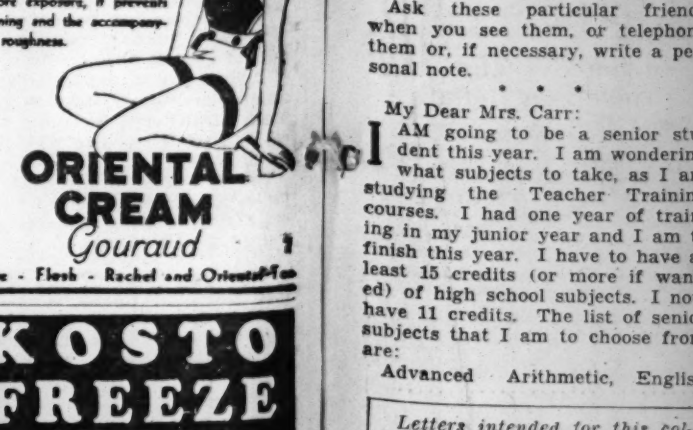 exposure, it prevents
ning and the accompany-
roughness.
ORIENTAL
CREAM
Gouraud
- Flesh - Rachel and Oriental-Tan
KOSTO
FREEZE
Ask these particular friend
when you see them, or telephon
them or, if necessary, write a pe
sonal note.
* * *
My Dear Mrs. Carr:
I AM going to be a senior stu
dent this year. I am wonderin
what subjects to take, as I a
studying the Teacher Trainin
courses. I had one year of train
ing in my junior year and I am t
finish this year. I have to have a
least 15 credits (or more if want
ed) of high school subjects. I no
have 11 credits. The list of senio
subjects that I am to choose from
are:
Advanced Arithmetic, Englis
Letters intended for this col